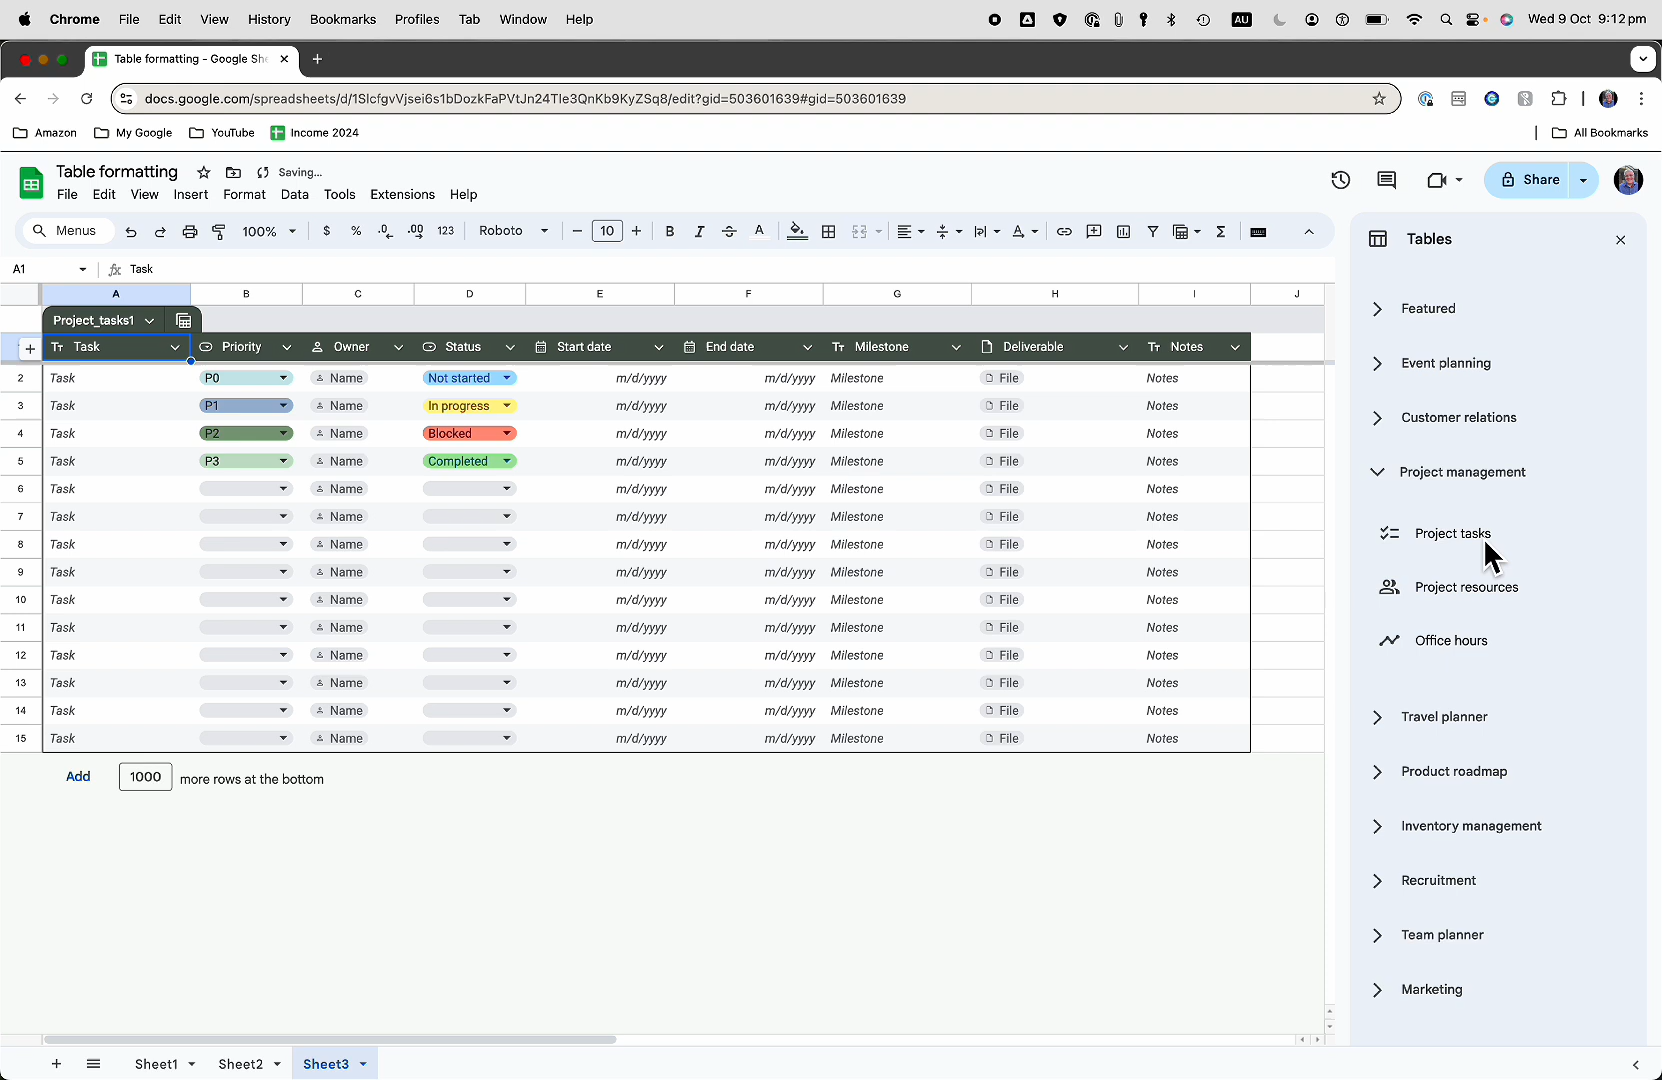 Chrome File Edit View History Bookmarks Profiles Tab Window Help AU Wed 9 Oct 9:12 pm
Table formatting - Google She
docs.google.com/spreadsheets/d/1SlcfgvVjsei6s1bDozkFaPVtJn24Tle3QnKb9KyZSq8/edit?gid=503601639#gid=503601639
Amazon My Google YouTube Income 2024 All Bookmarks
Table formatting Saving...
File Edit View Insert Format Data Tools Extensions Help Share
Menus 100% $ % .0 .00 123 Roboto 10 B I S A
Tables
A1 fx Task
A B C D E F G H I J
Project_tasks1
Task Priority Owner Status Start date End date Milestone Deliverable Notes
2 Task P0 Name Not started m/d/yyyy m/d/yyyy Milestone File Notes
3 Task P1 Name In progress m/d/yyyy m/d/yyyy Milestone File Notes
4 Task P2 Name Blocked m/d/yyyy m/d/yyyy Milestone File Notes
5 Task P3 Name Completed m/d/yyyy m/d/yyyy Milestone File Notes
6 Task Name m/d/yyyy m/d/yyyy Milestone File Notes
7 Task Name m/d/yyyy m/d/yyyy Milestone File Notes
8 Task Name m/d/yyyy m/d/yyyy Milestone File Notes
9 Task Name m/d/yyyy m/d/yyyy Milestone File Notes
10 Task Name m/d/yyyy m/d/yyyy Milestone File Notes
11 Task Name m/d/yyyy m/d/yyyy Milestone File Notes
12 Task Name m/d/yyyy m/d/yyyy Milestone File Notes
13 Task Name m/d/yyyy m/d/yyyy Milestone File Notes
14 Task Name m/d/yyyy m/d/yyyy Milestone File Notes
15 Task Name m/d/yyyy m/d/yyyy Milestone File Notes
Add 1000 more rows at the bottom
Featured
Event planning
Customer relations
Project management
Project tasks
Project resources
Office hours
Travel planner
Product roadmap
Inventory management
Recruitment
Team planner
Marketing
Sheet1 Sheet2 Sheet3